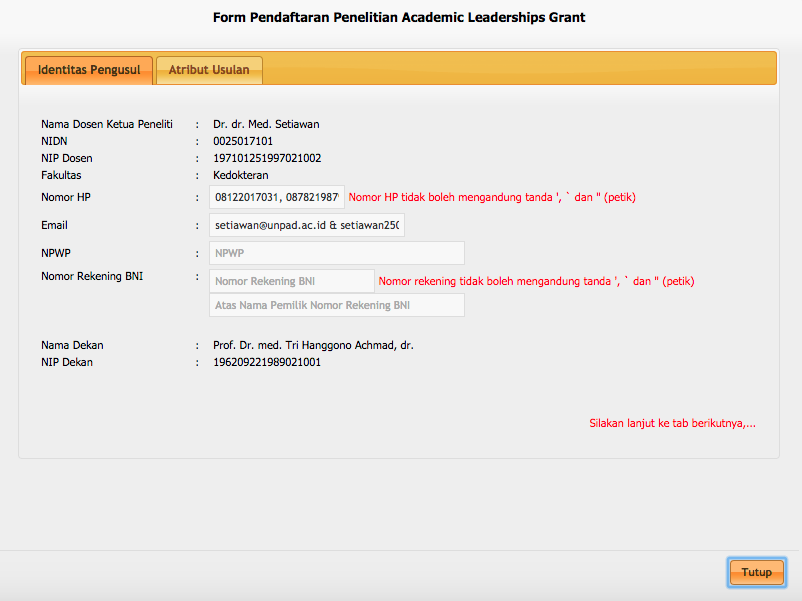 Form Pendaftaran Penelitian Academic Leaderships Grant
Identitas Pengusul
Atribut Usulan
Nama Dosen Ketua Peneliti : Dr. dr. Med. Setiawan
NIDN : 0025017101
NIP Dosen : 197101251997021002
Fakultas : Kedokteran
Nomor HP : 08122017031, 087821987 Nomor HP tidak boleh mengandung tanda ', ` dan " (petik)
Email : setiawan@unpad.ac.id & setiawan250
NPWP : NPWP
Nomor Rekening BNI : Nomor Rekening BNI Nomor rekening tidak boleh mengandung tanda ', ` dan " (petik)
Atas Nama Pemilik Nomor Rekening BNI
Nama Dekan : Prof. Dr. med. Tri Hanggono Achmad, dr.
NIP Dekan : 196209221989021001
Silakan lanjut ke tab berikutnya,...
Tutup